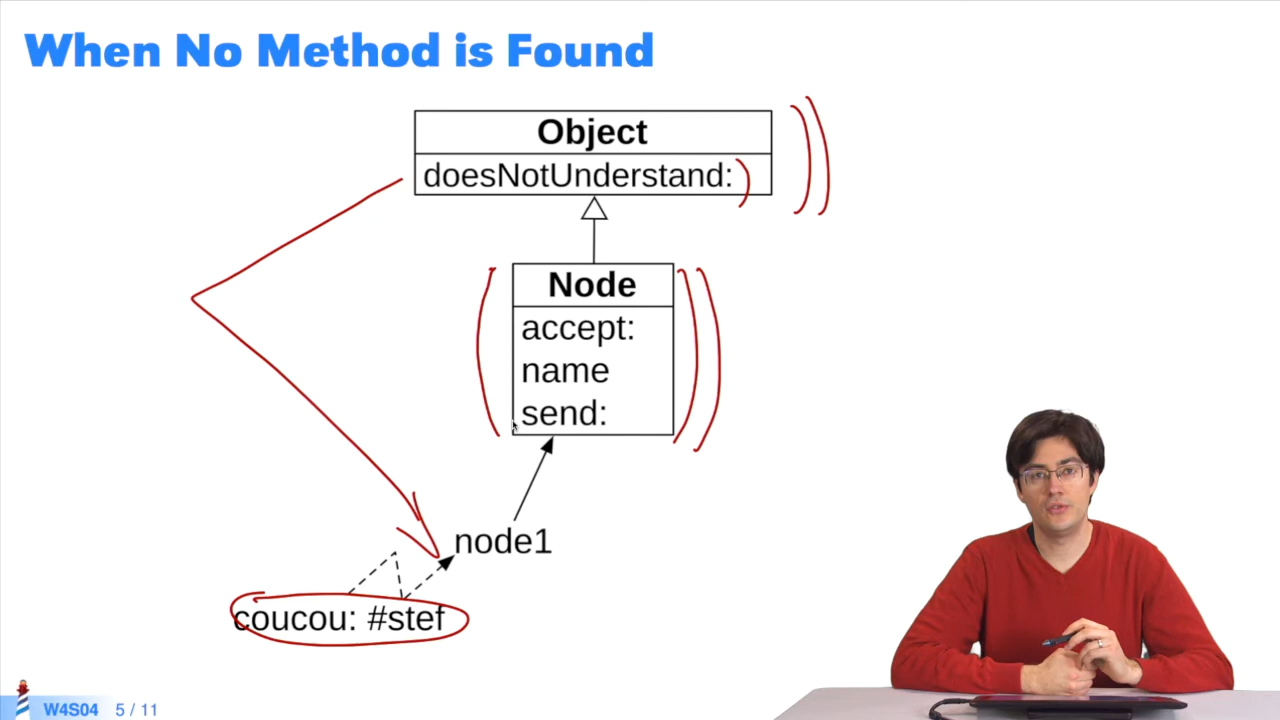 When No Method is Found
Object
doesNotUnderstand:
Node
accept:
name
send:
node1
coucou: #stef
W4S04 5 / 11